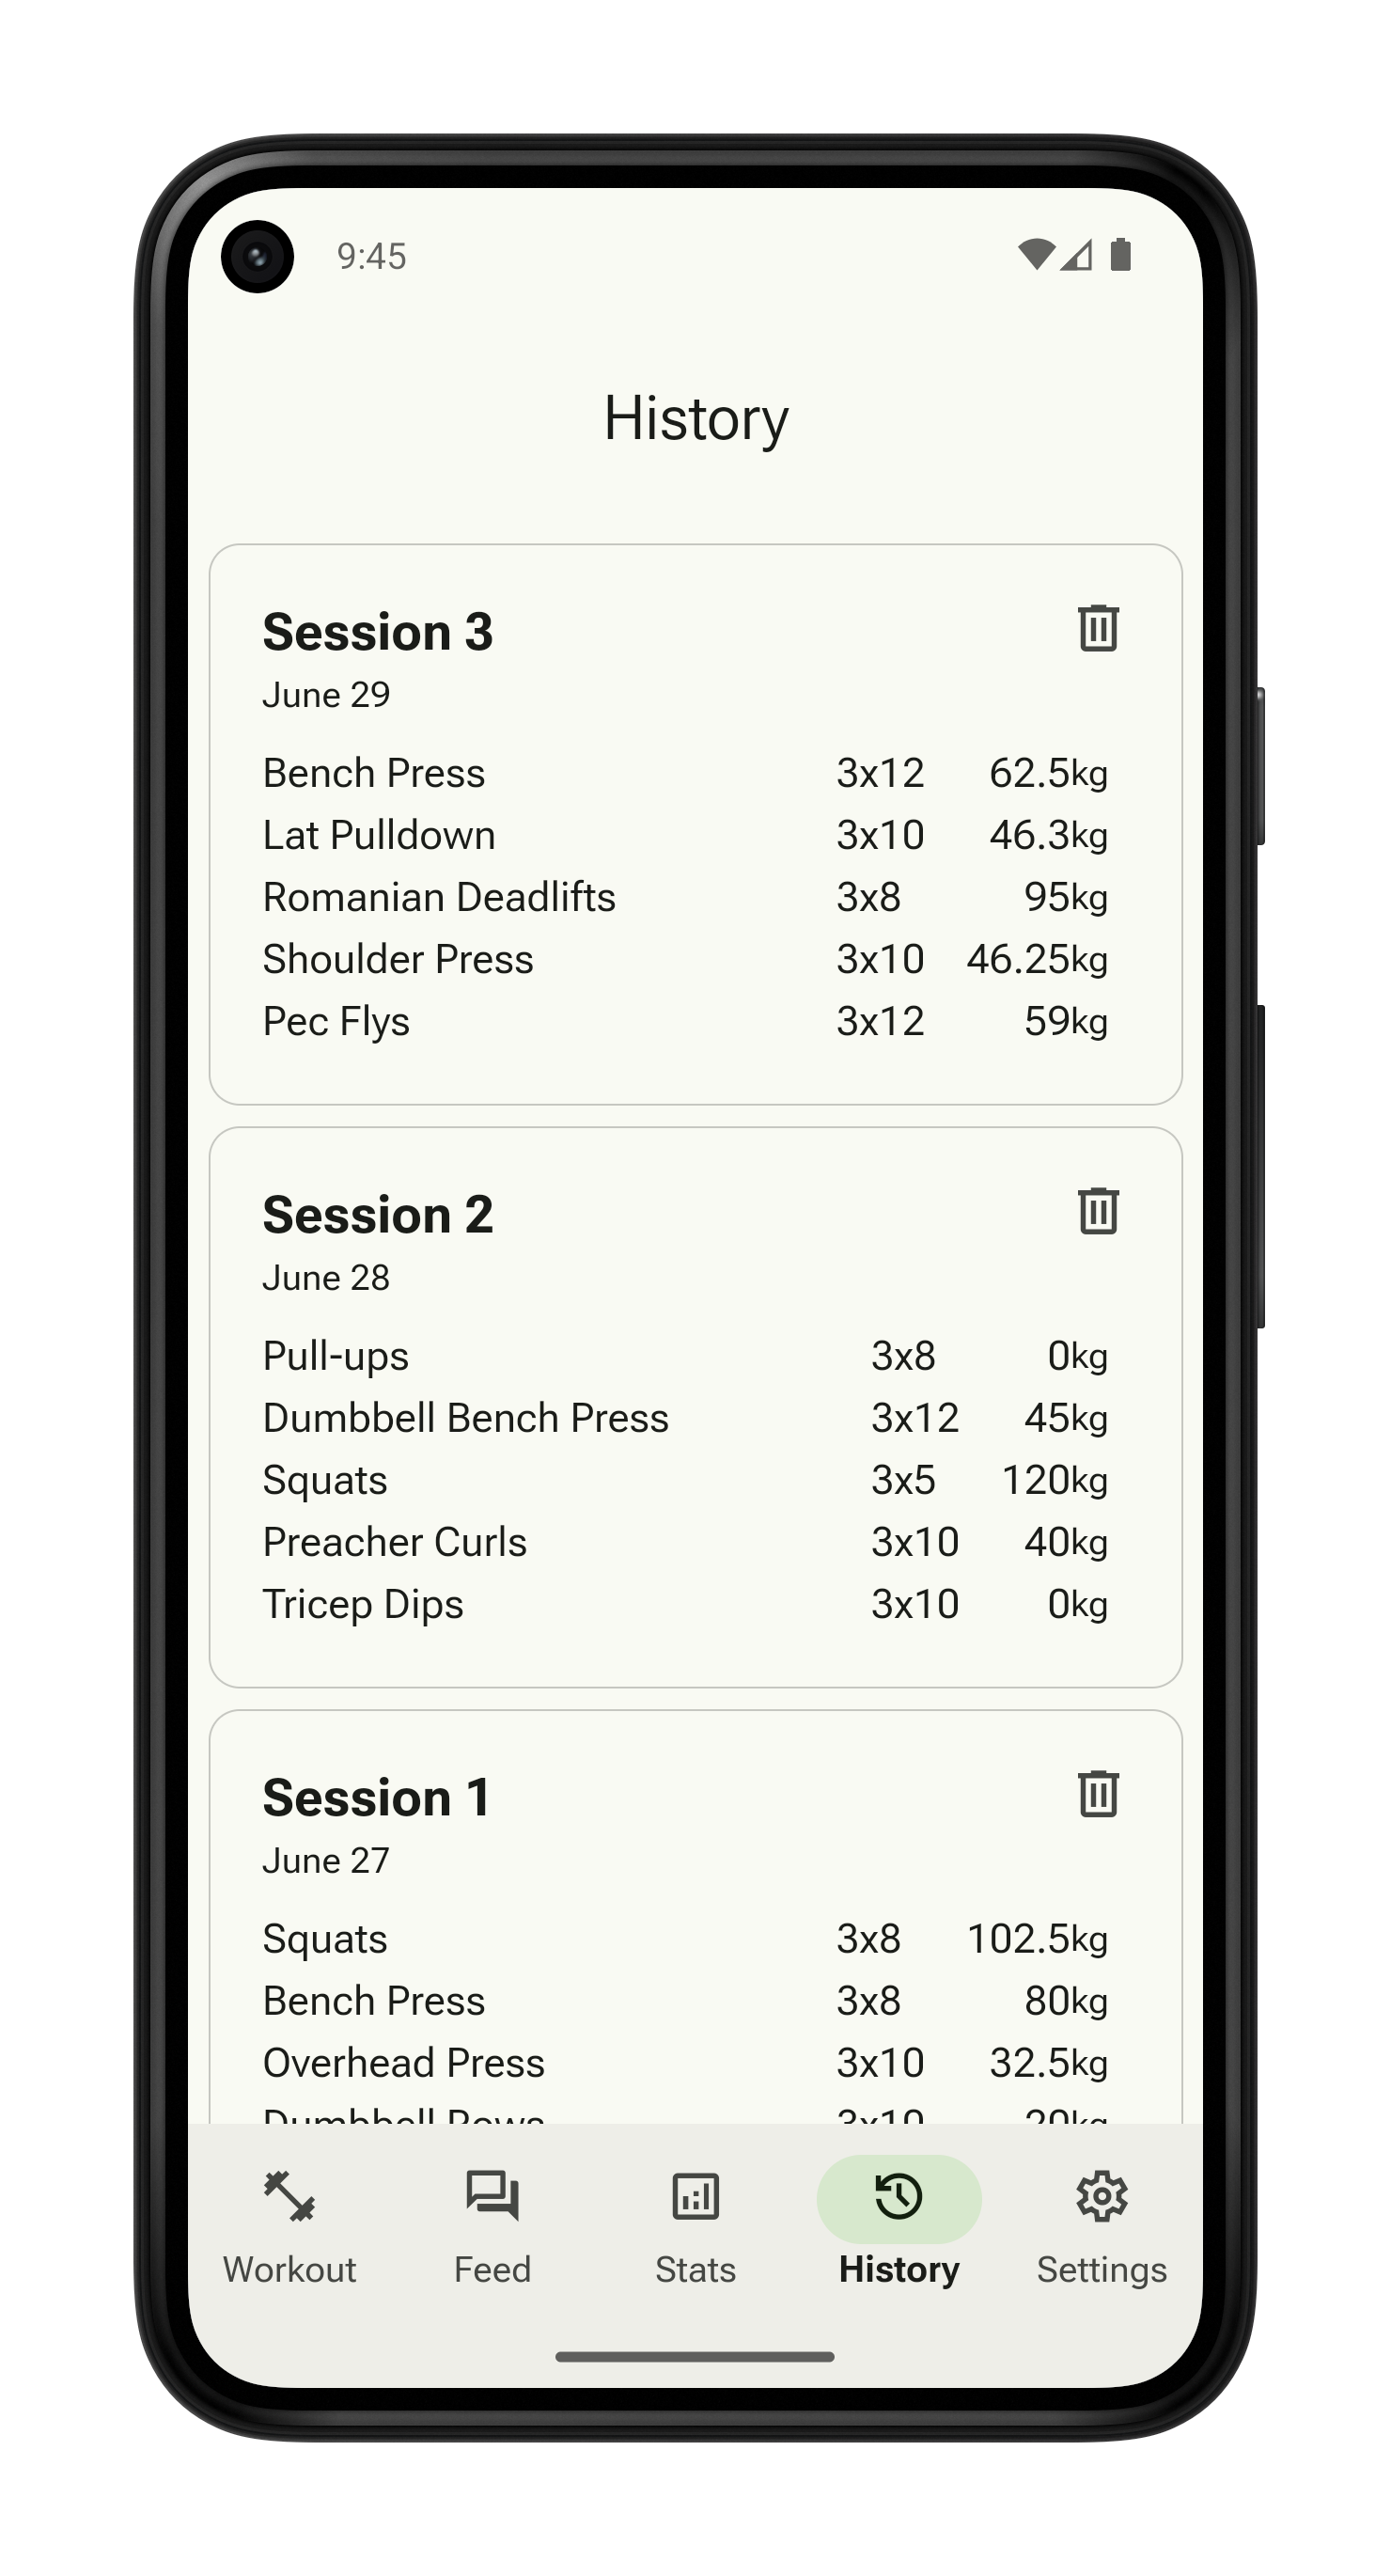 9:45
History
Session 3
June 29
Bench Press 3x12 62.5kg
Lat Pulldown 3x10 46.3kg
Romanian Deadlifts 3x8 95kg
Shoulder Press 3x10 46.25kg
Pec Flys 3x12 59kg
Session 2
June 28
Pull-ups 3x8 0kg
Dumbbell Bench Press 3x12 45kg
Squats 3x5 120kg
Preacher Curls 3x10 40kg
Tricep Dips 3x10 0kg
Session 1
June 27
Squats 3x8 102.5kg
Bench Press 3x8 80kg
Overhead Press 3x10 32.5kg
Dumbbell Rows 3x10 20kg
Workout Feed Stats History Settings